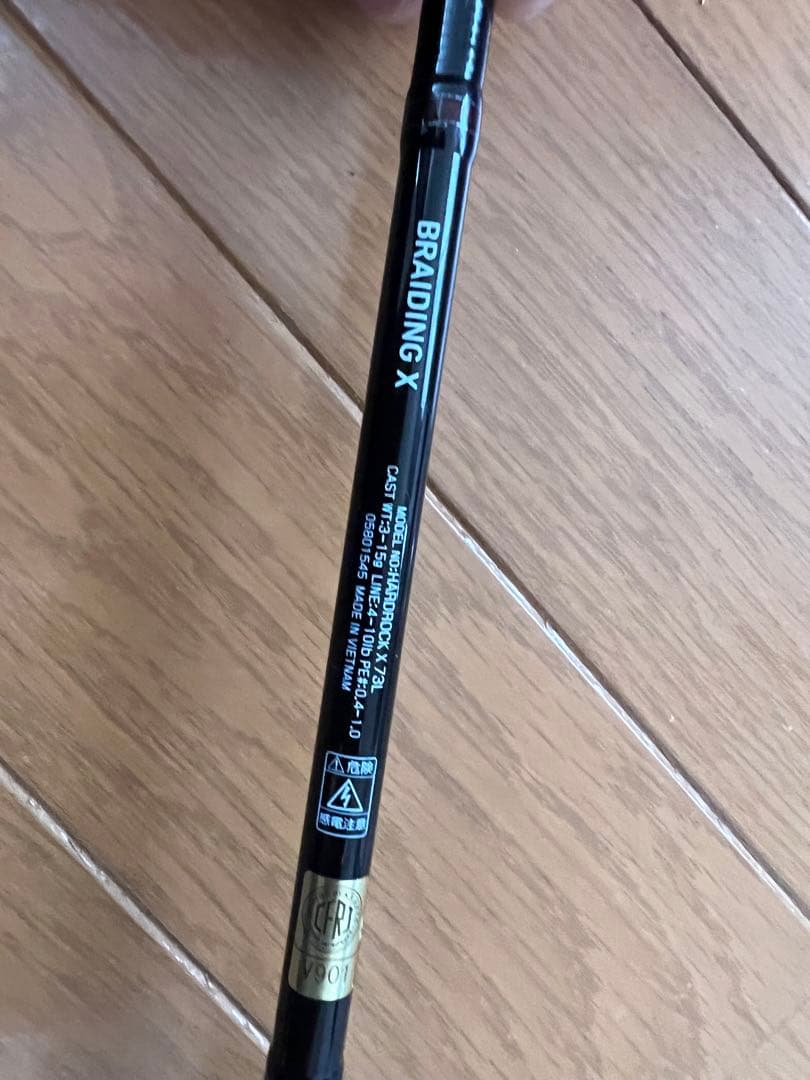 BRAIDING X
MODEL NO:HARDROCK X 73L
CAST WT:3-15g LINE:4-10lb PE#:0.4-1.0
05801545 MADE IN VIETNAM
⚠危険
感電注意
CFRT
V901